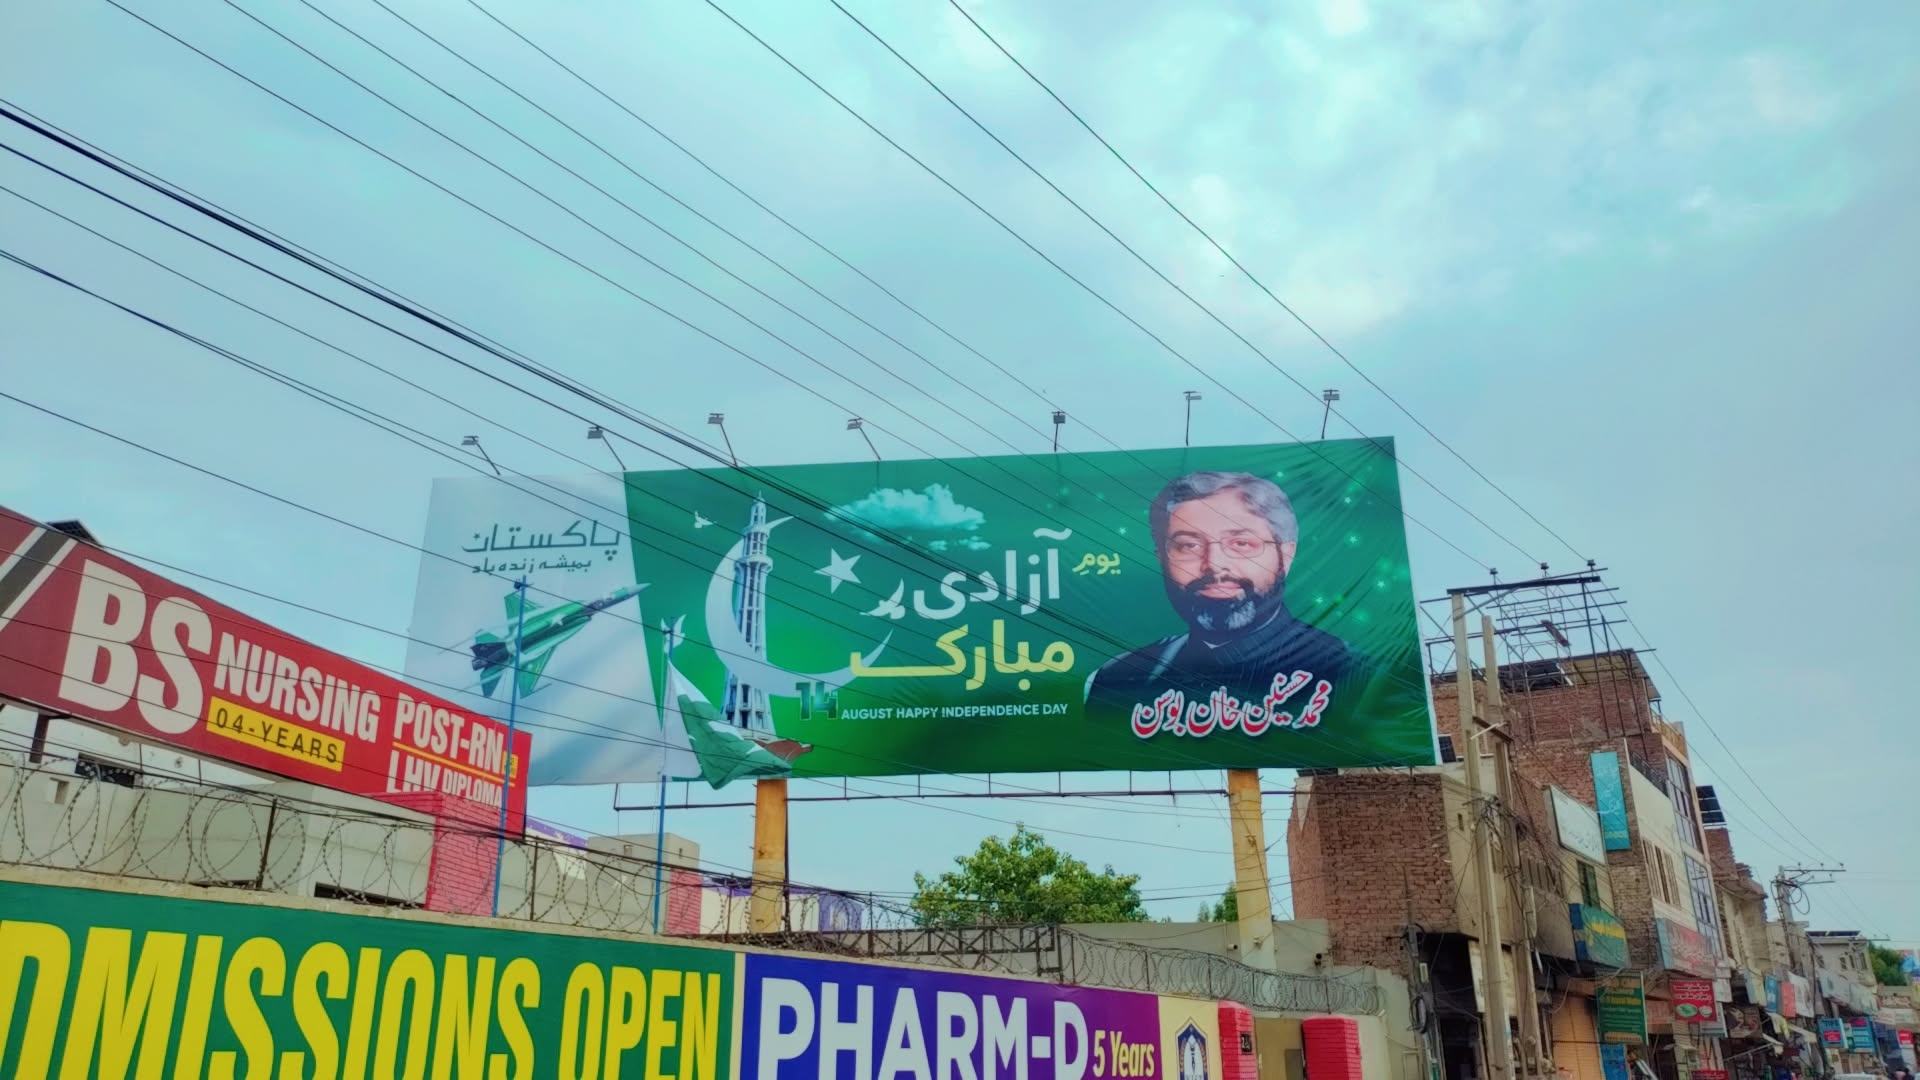 پاکستان
ہمیشہ زندہ باد
یومِ
آزادی
مبارک
14 AUGUST HAPPY INDEPENDENCE DAY
محمد حسنین خان بوسن
BS NURSING
04-YEARS
POST-RN
LHV DIPLOMA
DMISSIONS OPEN
PHARM-D 5 Years